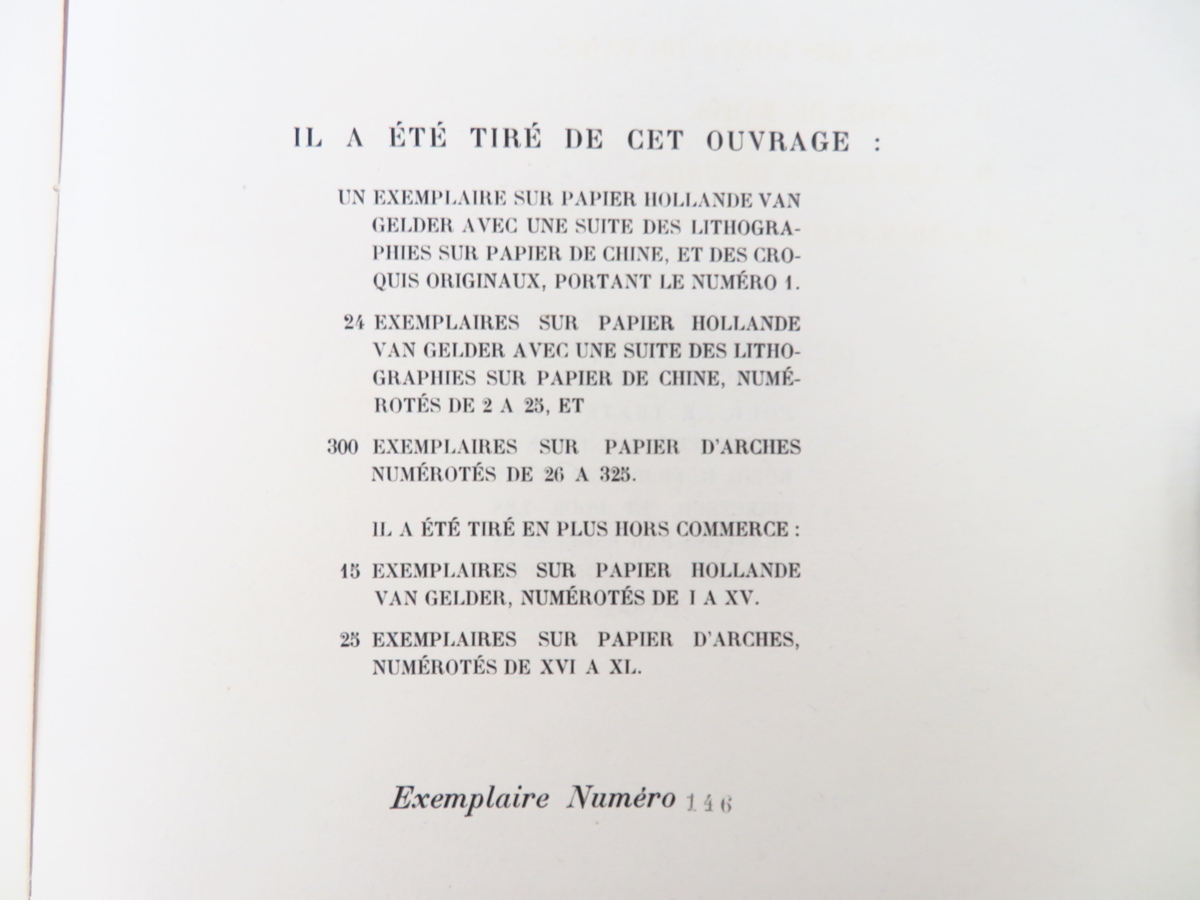 IL A ÉTÉ TIRÉ DE CET OUVRAGE :
UN EXEMPLAIRE SUR PAPIER HOLLANDE VAN
GELDER AVEC UNE SUITE DES LITHOGRA-
PHIES SUR PAPIER DE CHINE, ET DES CRO-
QUIS ORIGINAUX, PORTANT LE NUMÉRO 1.
24 EXEMPLAIRES SUR PAPIER HOLLANDE
VAN GELDER AVEC UNE SUITE DES LITHO-
GRAPHIES SUR PAPIER DE CHINE, NUMÉ-
ROTÉS DE 2 A 25, ET
300 EXEMPLAIRES SUR PAPIER D'ARCHES
NUMÉROTÉS DE 26 A 325.
IL A ÉTÉ TIRÉ EN PLUS HORS COMMERCE :
15 EXEMPLAIRES SUR PAPIER HOLLANDE
VAN GELDER, NUMÉROTÉS DE I A XV.
25 EXEMPLAIRES SUR PAPIER D'ARCHES,
NUMÉROTÉS DE XVI A XL.
Exemplaire Numéro 146